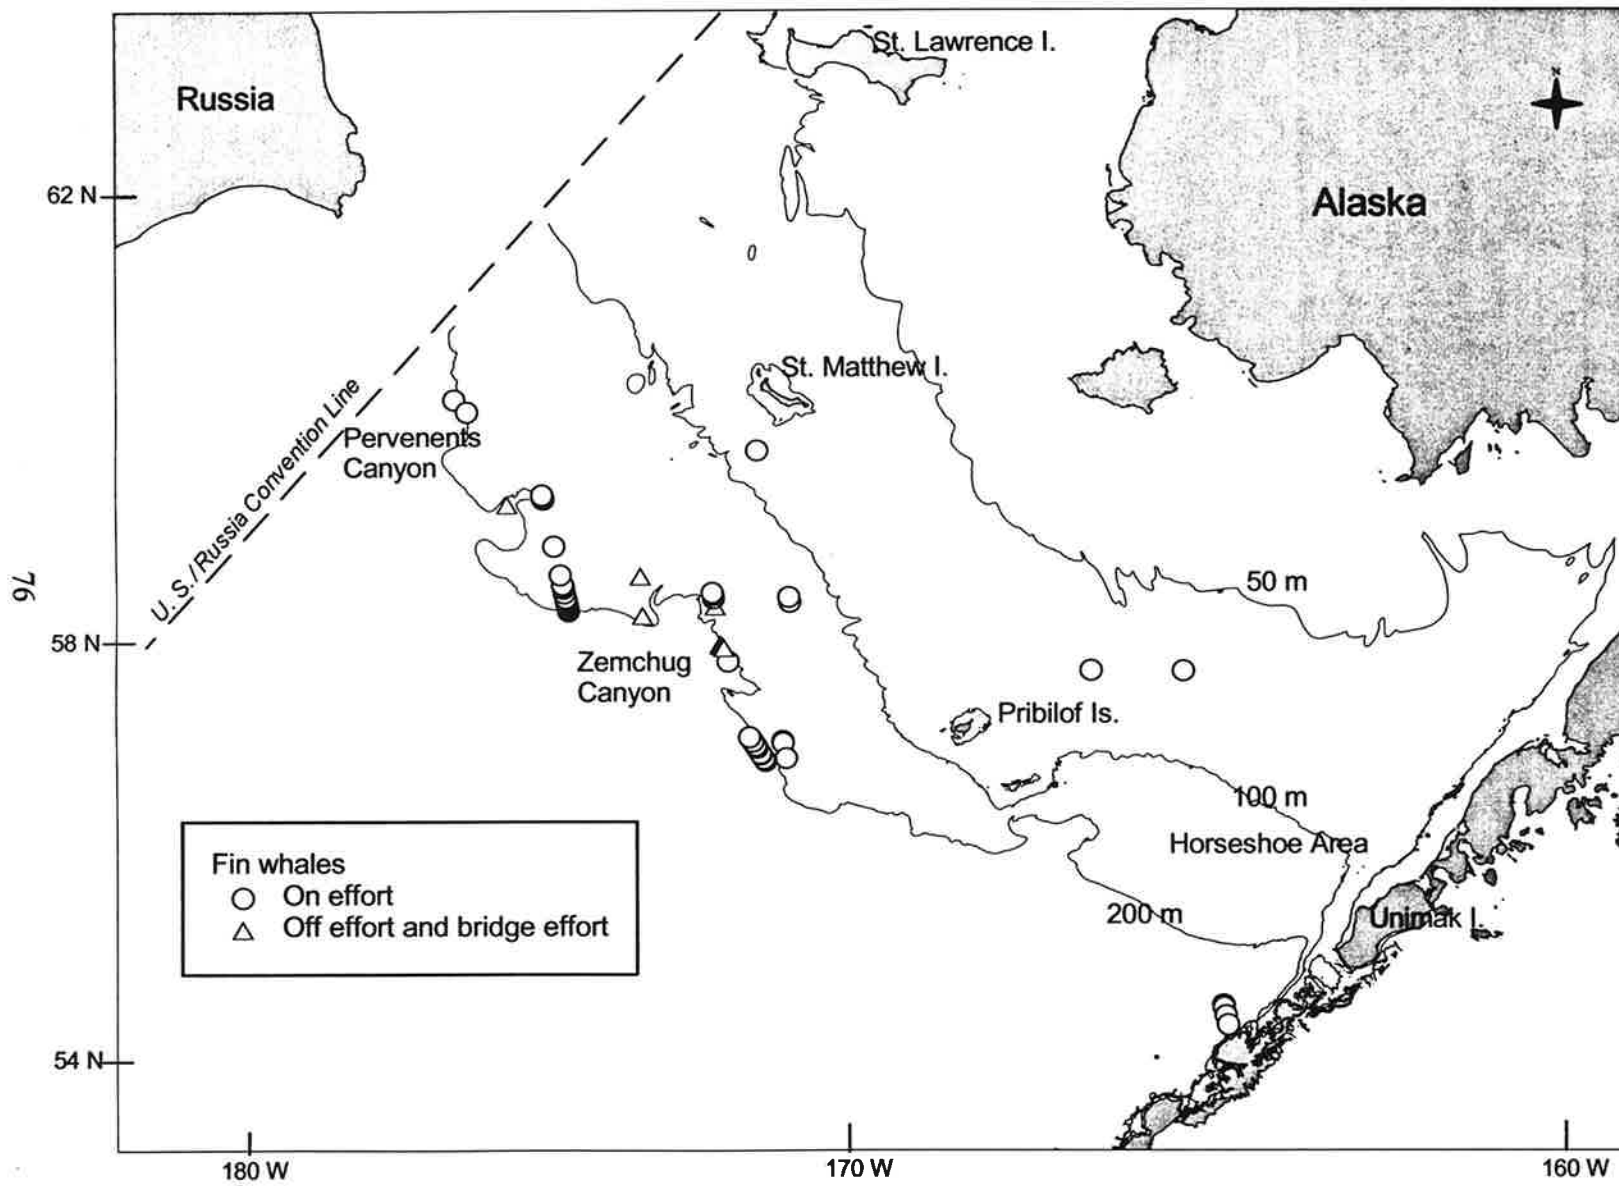 St. Lawrence I.
Russia
N
62 N
Alaska
St. Matthew I.
Pervenents
Canyon
U. S./ Russia Convention Line
50 m
76
58 N
Zemchug
Canyon
Pribilof Is.
100 m
Horseshoe Area
Fin whales
On effort
Off effort and bridge effort
200 m
Unimak I.
54 N
180 W
170 W
160 W